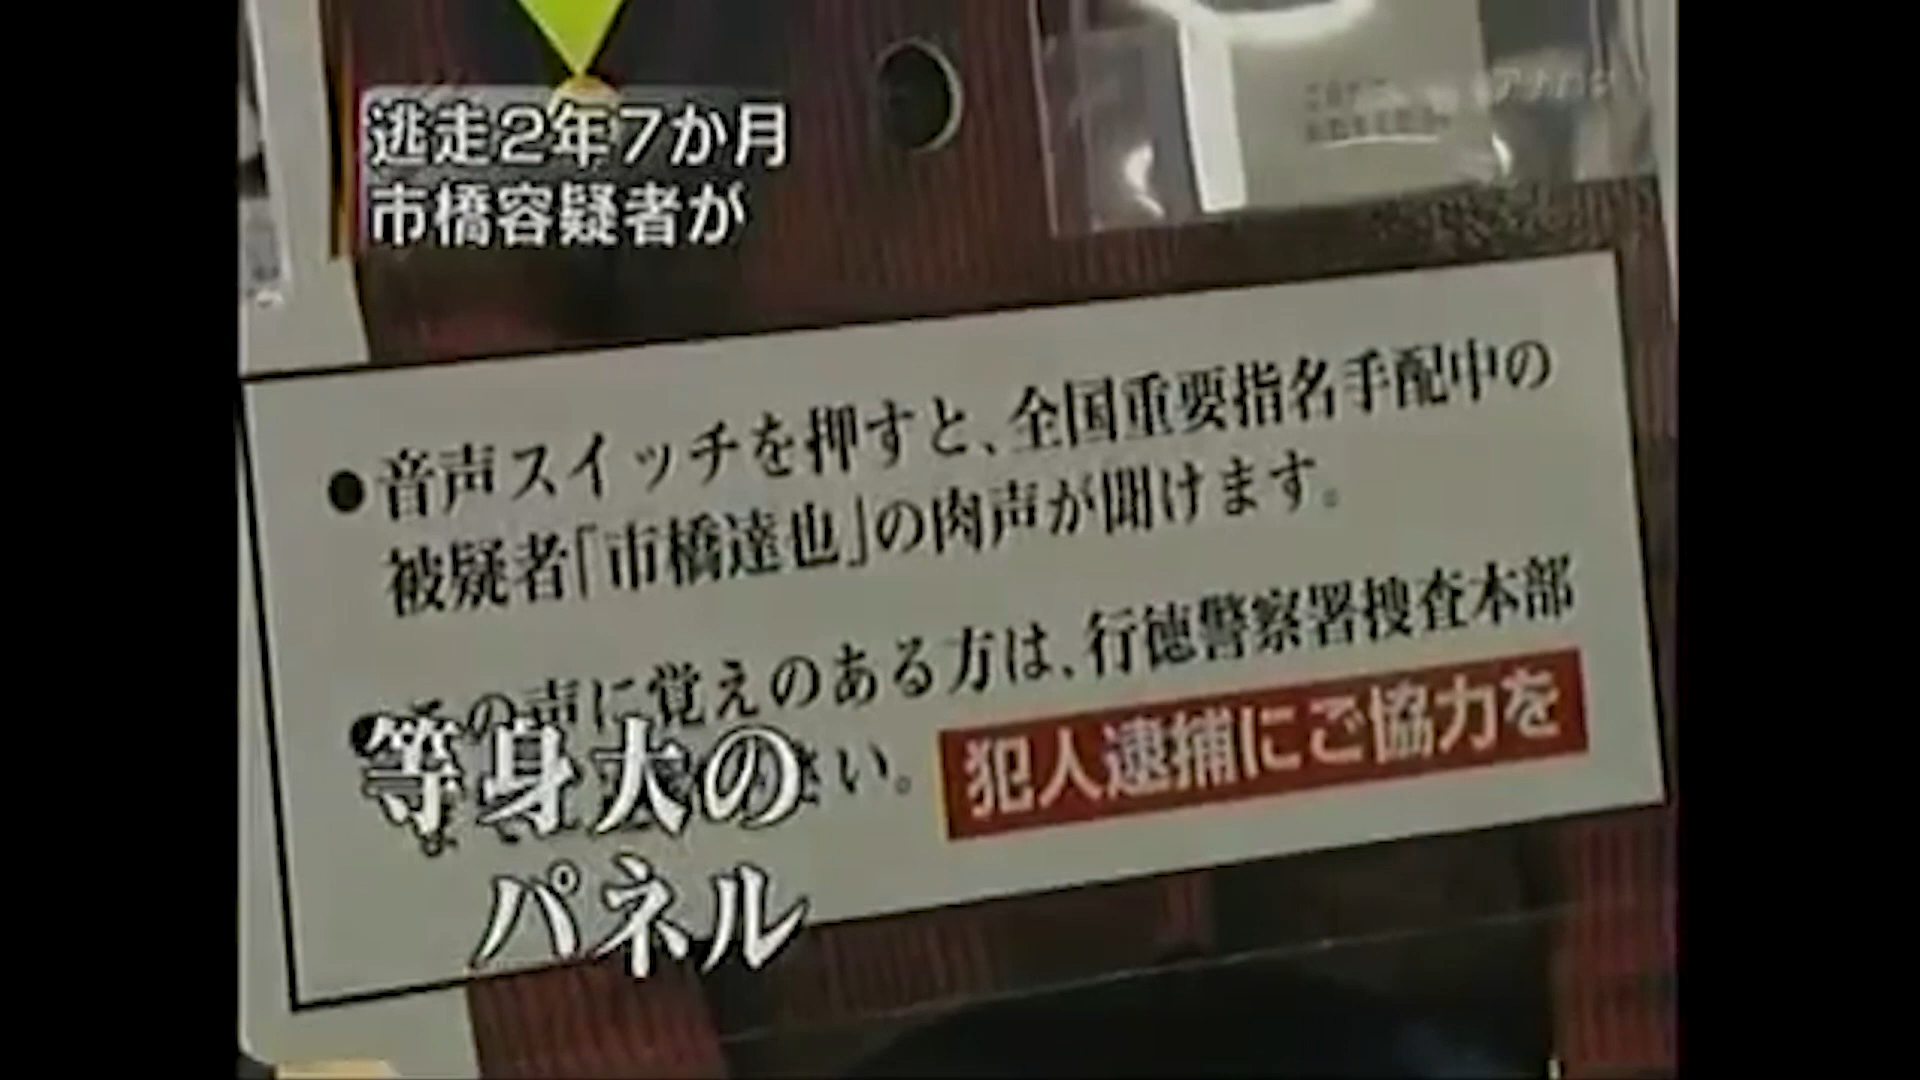 逃走2年7か月
市橋容疑者が
●音声スイッチを押すと、全国重要指名手配中の
被疑者「市橋達也」の肉声が聞けます。
声に覚えのある方は、行徳警察署捜査本部
さい。
犯人逮捕にご協力を
等身大の
パネル